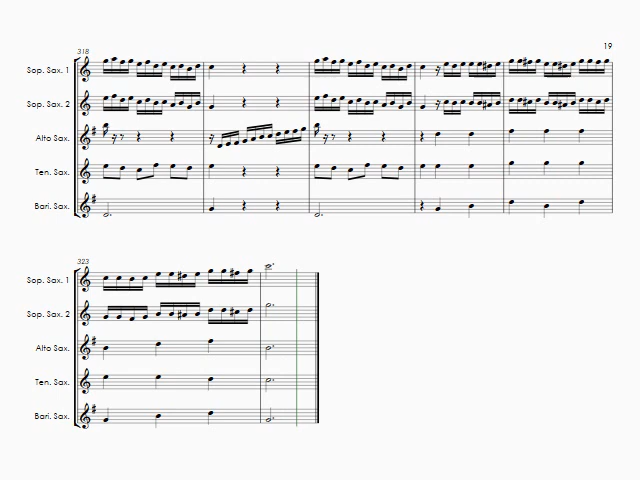 19
318
Sop. Sax. 1
Sop. Sax. 2
Alto Sax.
Ten. Sax.
Bari. Sax.
323
Sop. Sax. 1
Sop. Sax. 2
Alto Sax.
Ten. Sax.
Bari. Sax.